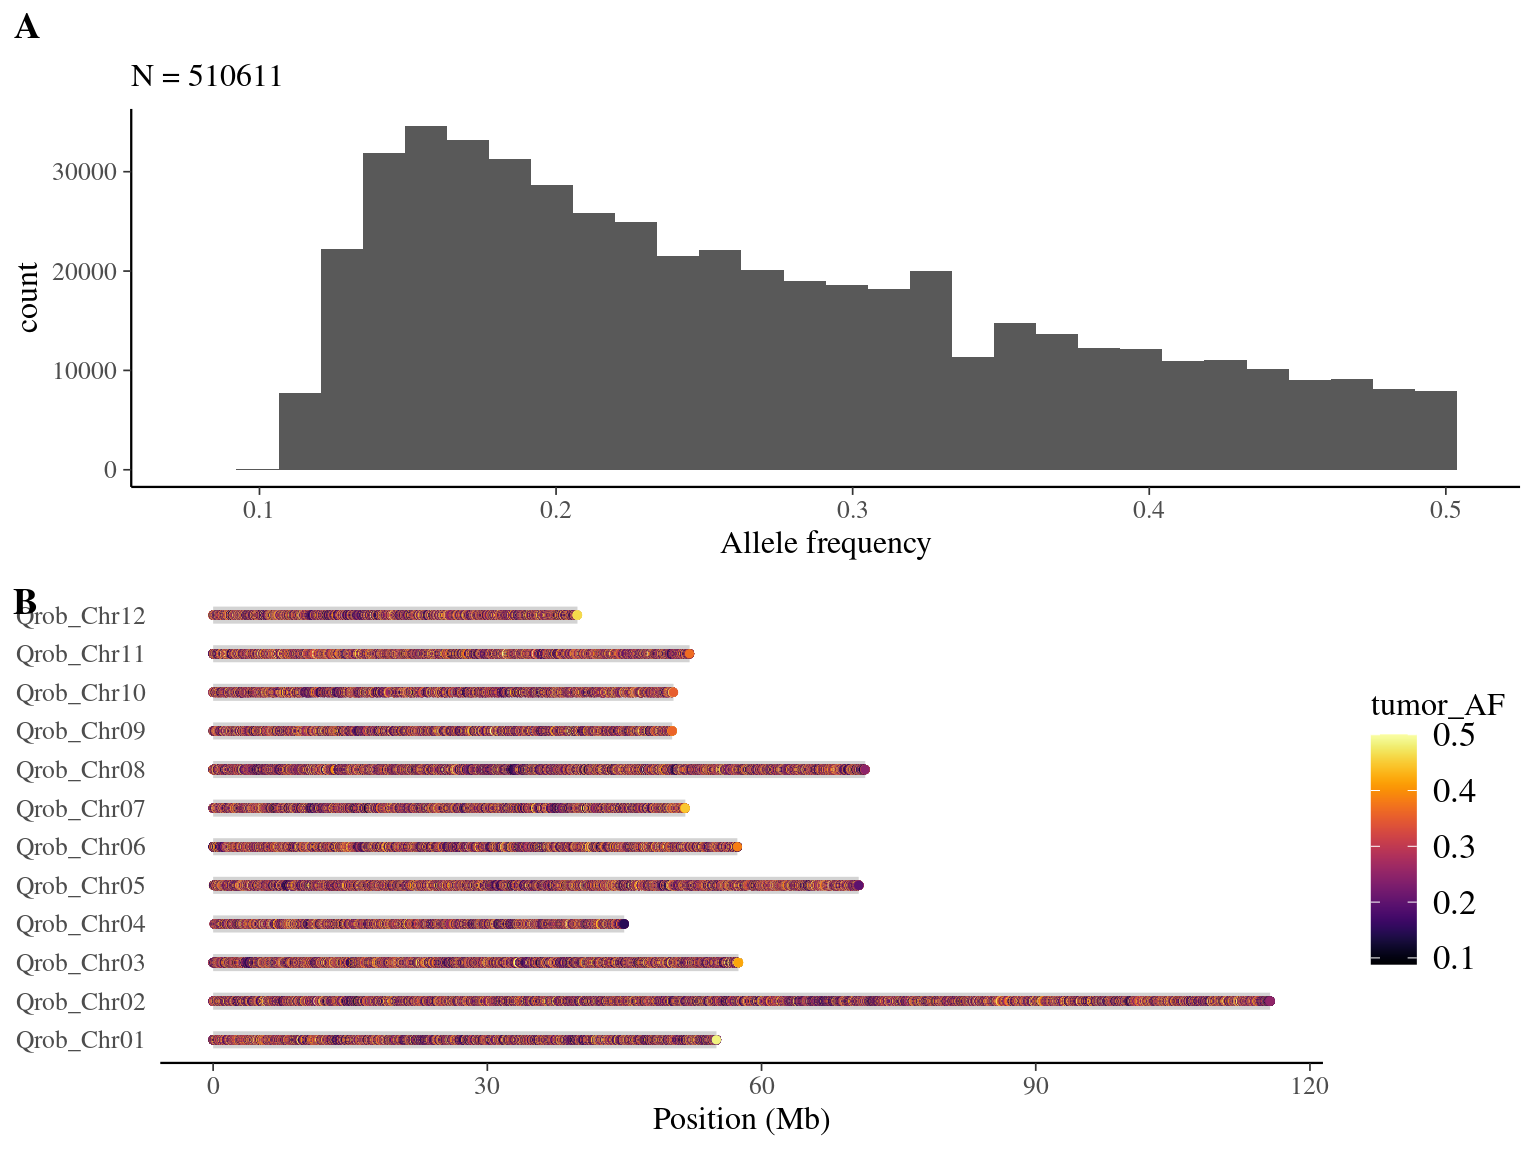 A
N = 510611
count
30000
20000
10000
0
0.1 0.2 0.3 0.4 0.5
Allele frequency
B
Qrob_Chr12
Qrob_Chr11
Qrob_Chr10
Qrob_Chr09
Qrob_Chr08
Qrob_Chr07
Qrob_Chr06
Qrob_Chr05
Qrob_Chr04
Qrob_Chr03
Qrob_Chr02
Qrob_Chr01
0 30 60 90 120
Position (Mb)
tumor_AF
0.5
0.4
0.3
0.2
0.1